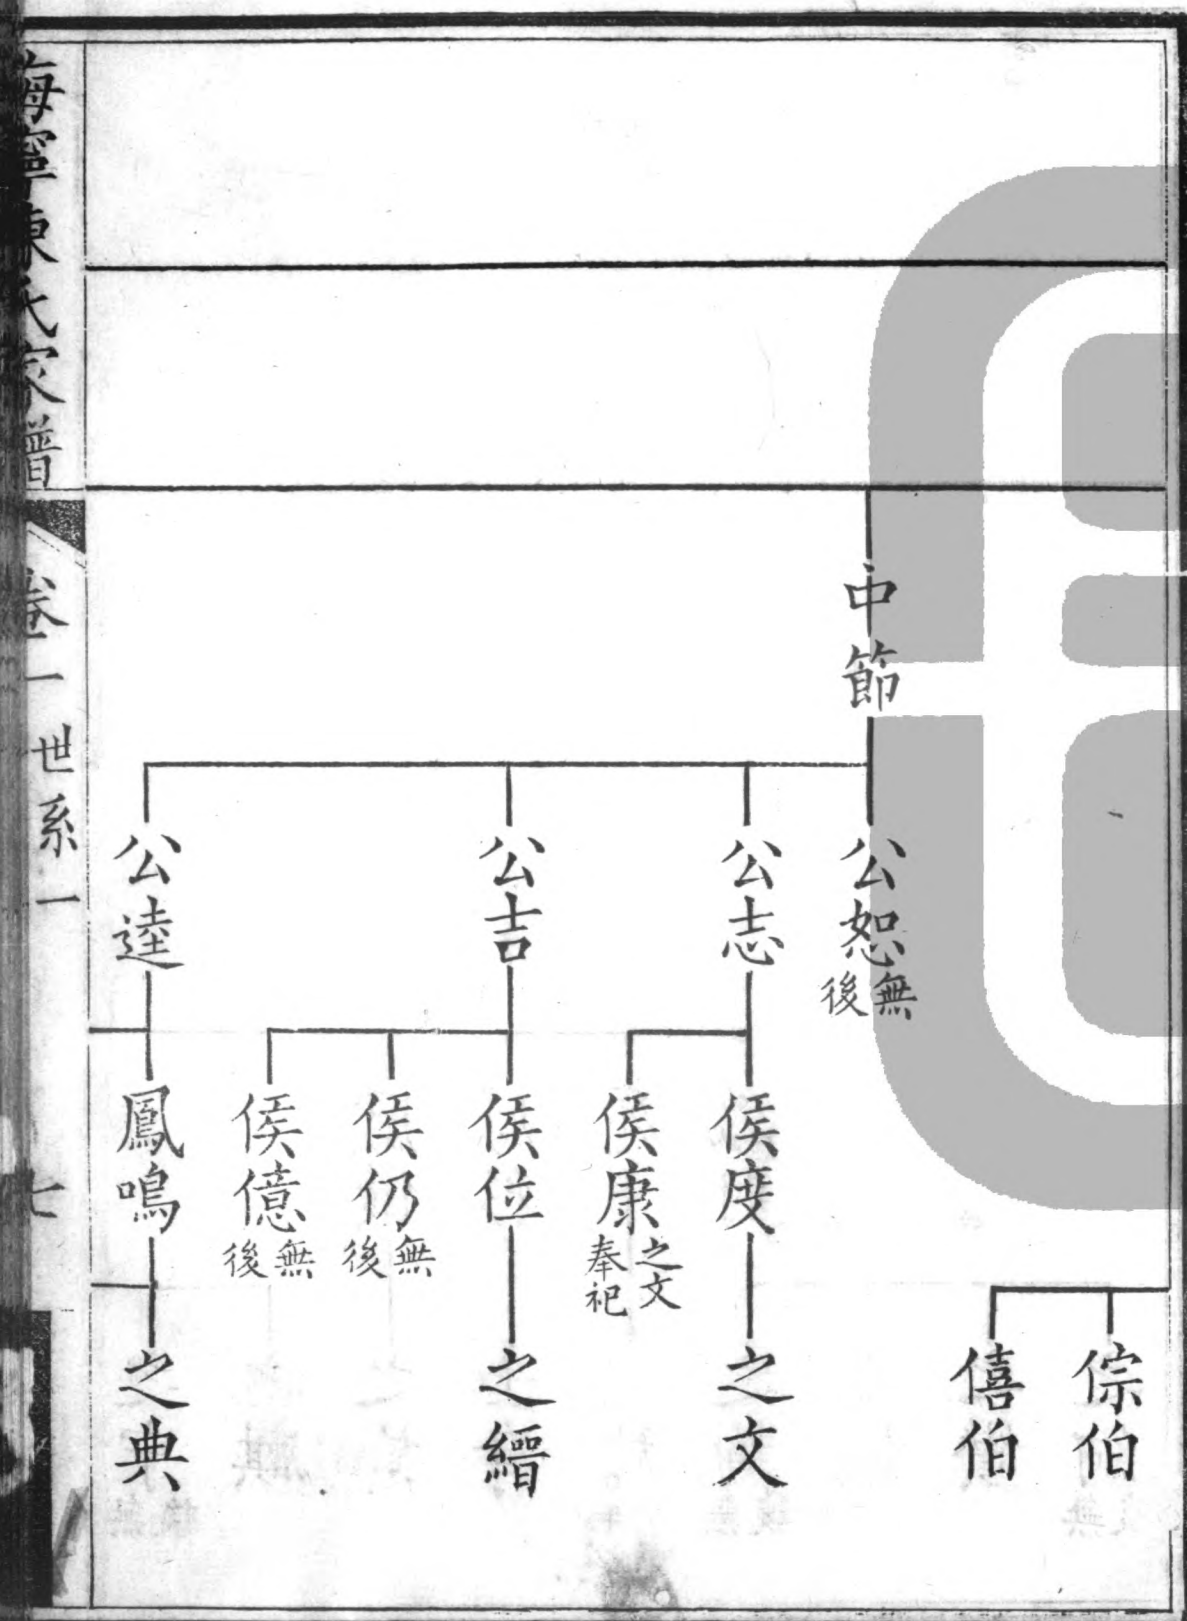 中節
公恕
無後
公志
公吉
公逵
侯度
侯康
之文奉祀
侯位
侯仍
無後
侯億
無後
鳳鳴
倧伯
僖伯
之文
之縉
之典
海寧陳氏家譜
卷一
世系一
七